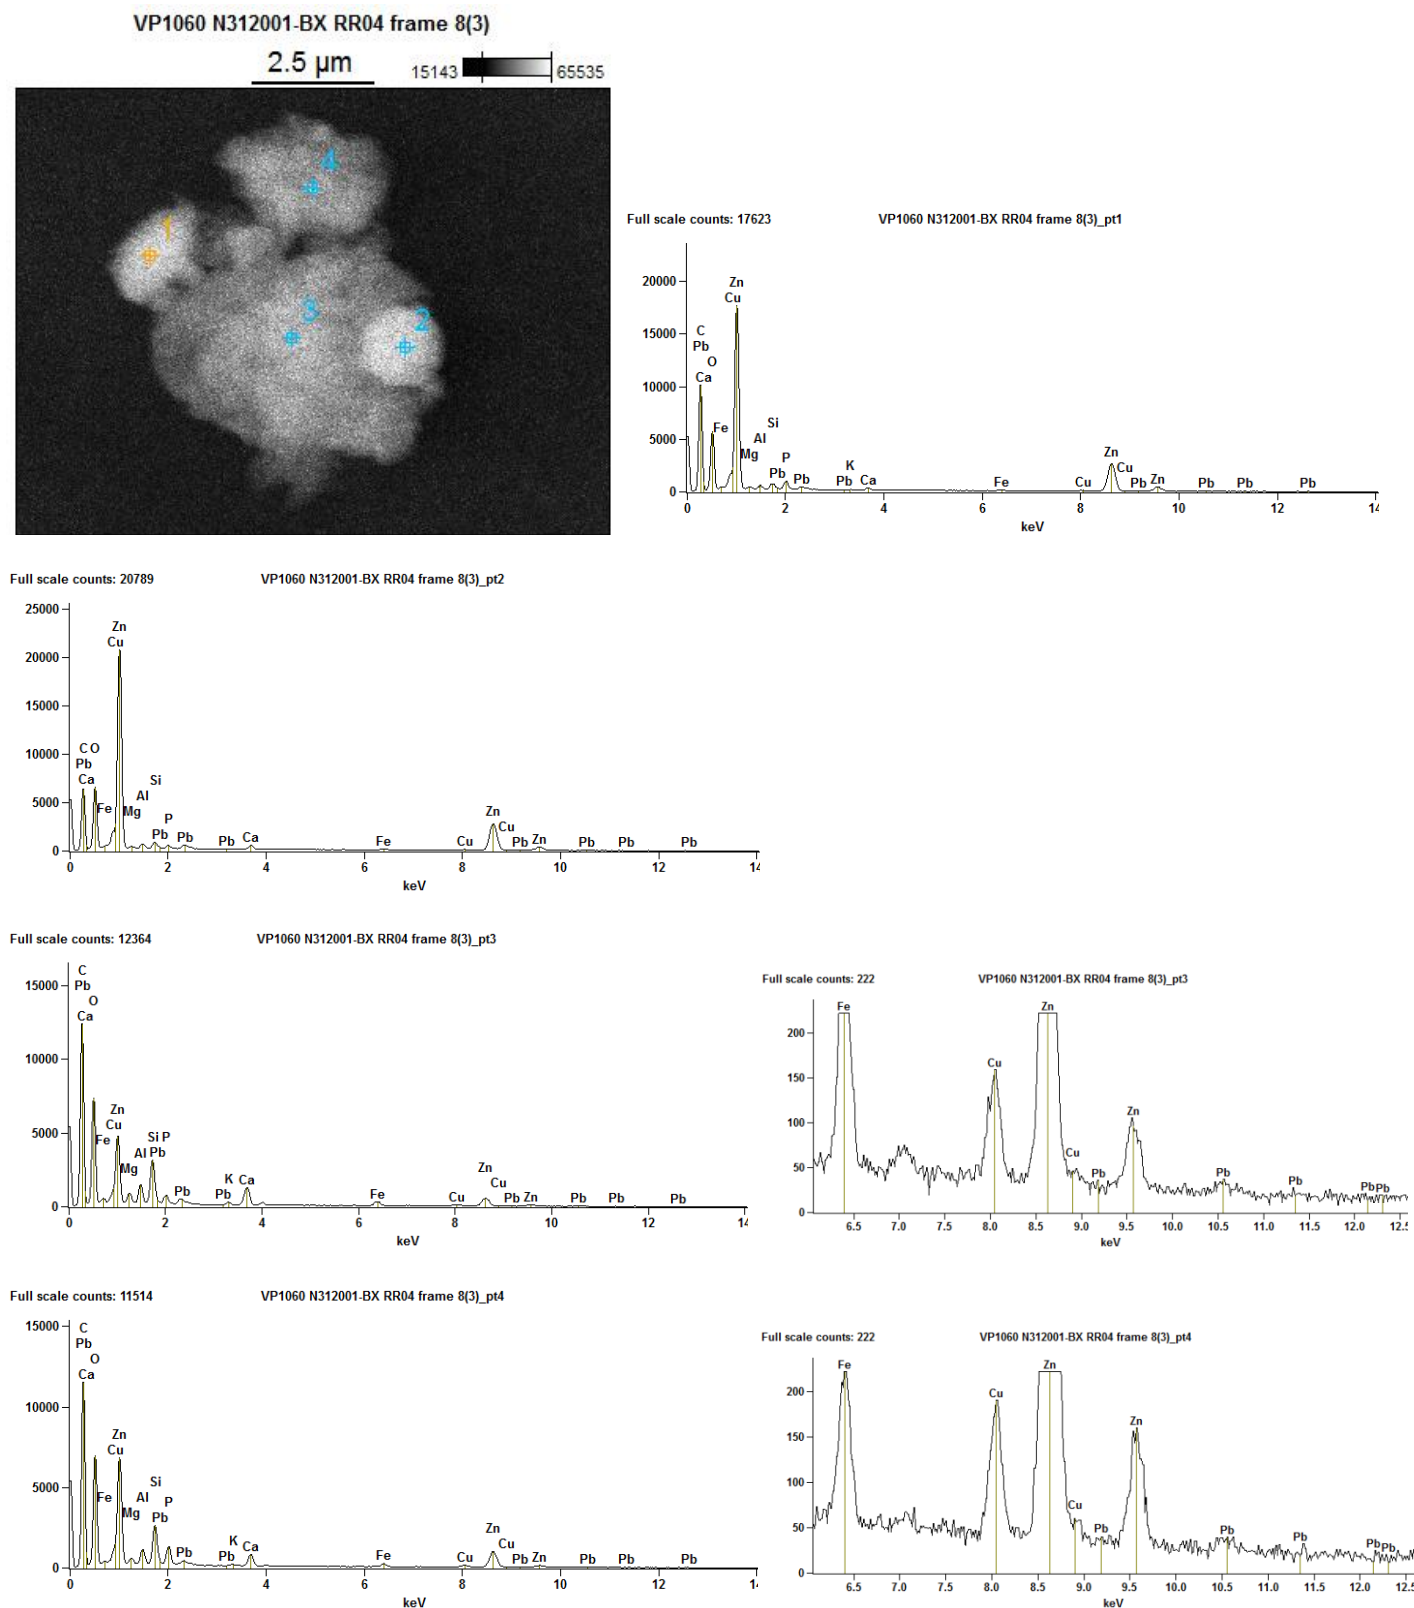 VP1060 N312001-BX RR04 frame 8(3)
2.5 µm
15143 65535
4
1
3
2
Full scale counts: 17623 VP1060 N312001-BX RR04 frame 8(3)_pt1
20000
15000
10000
5000
0
Zn
Cu
C
Pb
O
Ca
Fe
Mg
Al
Si
Pb
P
Pb
K
Pb
Ca
Fe
Cu
Zn
Cu
Pb
Zn
Pb
Pb
Pb
0 2 4 6 8 10 12 14
keV
Full scale counts: 20789 VP1060 N312001-BX RR04 frame 8(3)_pt2
25000
20000
15000
10000
5000
0
Zn
Cu
C O
Pb
Ca
Fe
Mg
Al
Si
Pb
P
Pb
Pb
Ca
Fe
Cu
Zn
Cu
Pb
Zn
Pb
Pb
Pb
0 2 4 6 8 10 12 14
keV
Full scale counts: 12364 VP1060 N312001-BX RR04 frame 8(3)_pt3
15000
10000
5000
0
C
Pb
O
Ca
Zn
Cu
Fe
Mg
Al
Si P
Pb
Pb
K
Pb
Ca
Fe
Cu
Zn
Cu
Pb
Zn
Pb
Pb
Pb
0 2 4 6 8 10 12 14
keV
Full scale counts: 222 VP1060 N312001-BX RR04 frame 8(3)_pt3
200
150
100
50
0
Fe
Cu
Zn
Cu
Pb
Zn
Pb
Pb
Pb Pb
6.5 7.0 7.5 8.0 8.5 9.0 9.5 10.0 10.5 11.0 11.5 12.0 12.5
keV
Full scale counts: 11514 VP1060 N312001-BX RR04 frame 8(3)_pt4
15000
10000
5000
0
C
Pb
O
Ca
Zn
Cu
Fe
Mg
Al
Si
Pb
P
Pb
K
Pb
Ca
Fe
Cu
Zn
Cu
Pb
Zn
Pb
Pb
Pb
0 2 4 6 8 10 12
keV
Full scale counts: 222 VP1060 N312001-BX RR04 frame 8(3)_pt4
200
150
100
50
0
Fe
Cu
Zn
Cu
Pb
Zn
Pb
Pb
Pb Pb
6.5 7.0 7.5 8.0 8.5 9.0 9.5 10.0 10.5 11.0 11.5 12.0 12.5
keV